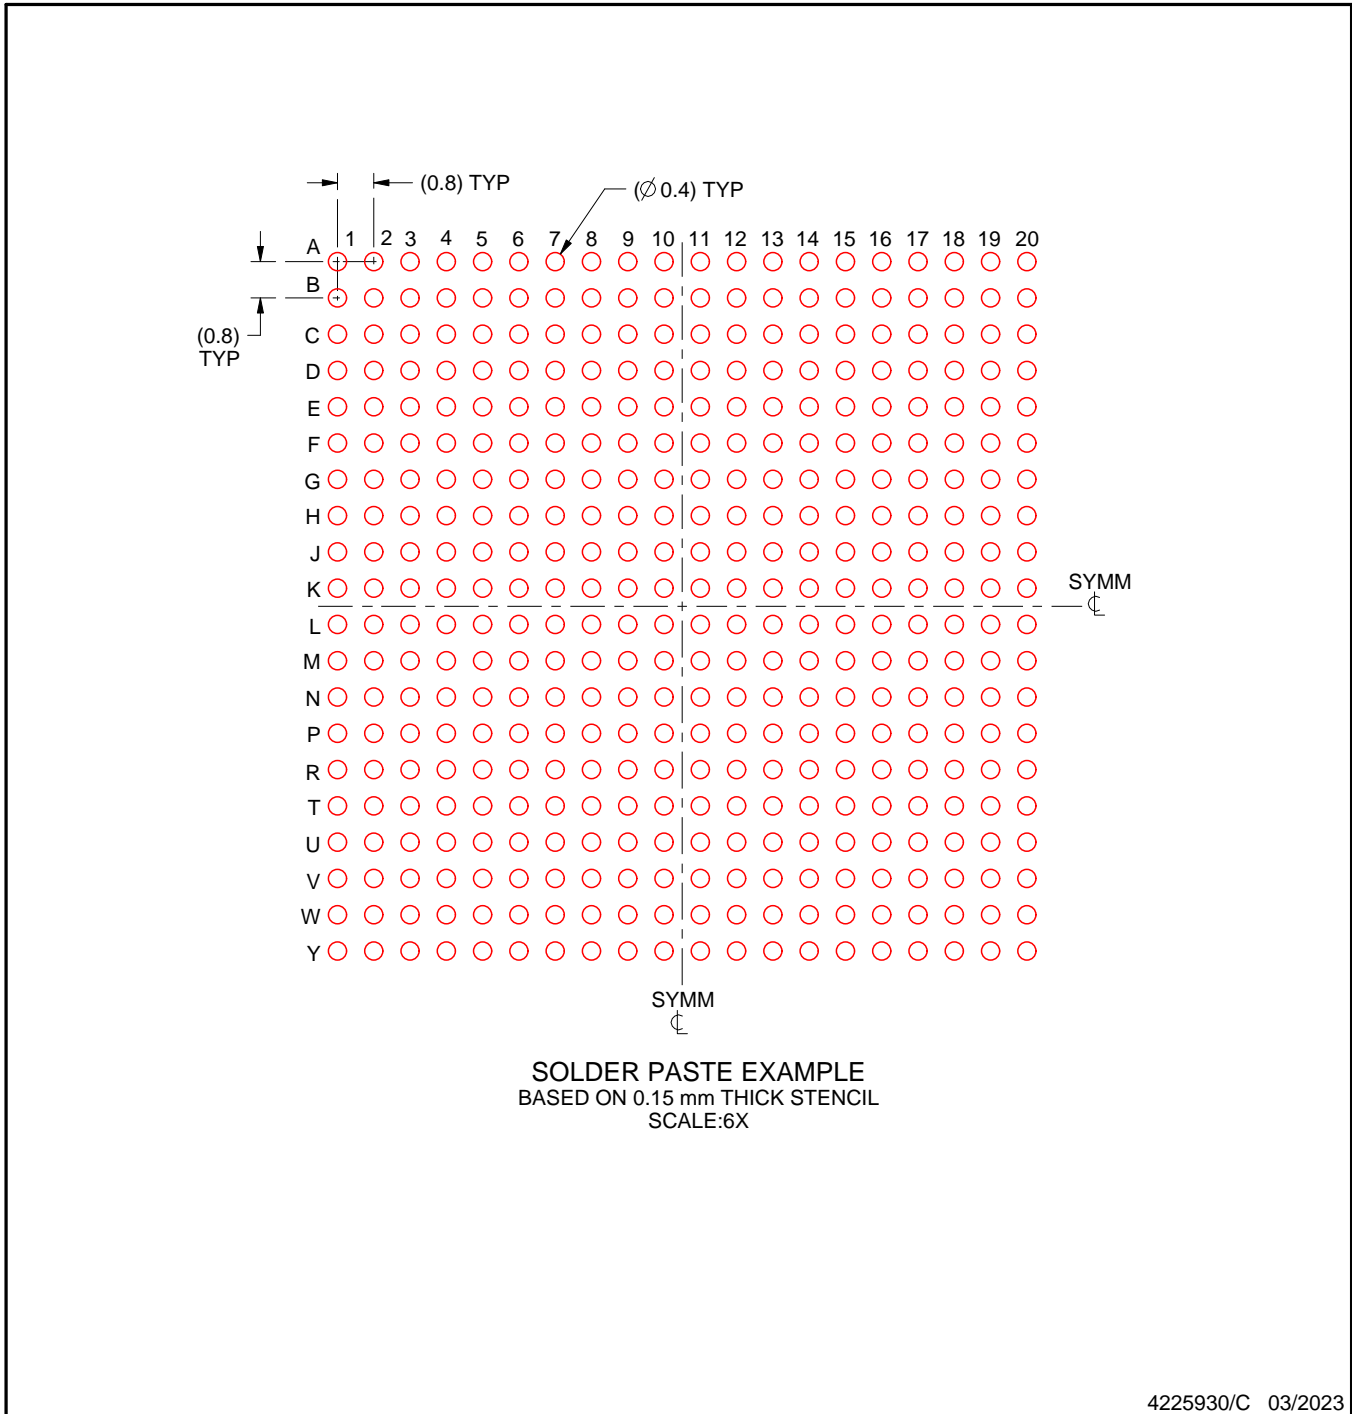 (0.8) TYP
(∅ 0.4) TYP
1 2 3 4 5 6 7 8 9 10 11 12 13 14 15 16 17 18 19 20
A
B
(0.8)
TYP
C
D
E
F
G
H
J
K
SYMM
℄
L
M
N
P
R
T
U
V
W
Y
SYMM
℄
SOLDER PASTE EXAMPLE
BASED ON 0.15 mm THICK STENCIL
SCALE:6X
4225930/C 03/2023